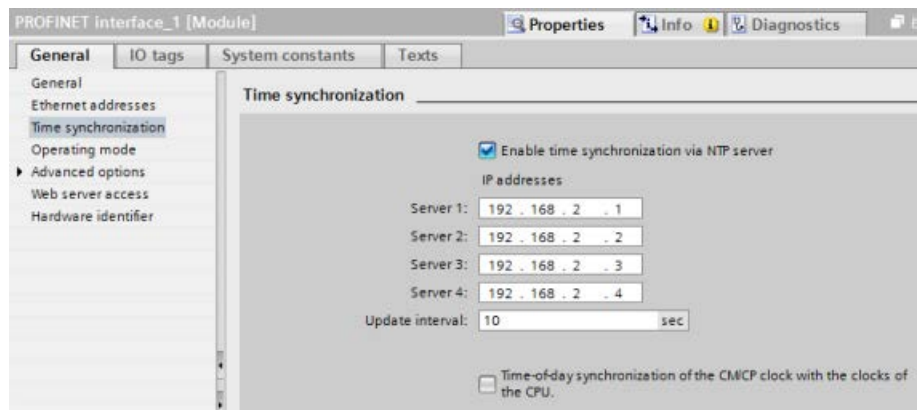 PROFINET interface_1 [Module]
Properties
Info
Diagnostics
General
IO tags
System constants
Texts
General
Ethernet addresses
Time synchronization
Operating mode
Advanced options
Web server access
Hardware identifier
Time synchronization
Enable time synchronization via NTP server
IP addresses
Server 1: 192 . 168 . 2 . 1
Server 2: 192 . 168 . 2 . 2
Server 3: 192 . 168 . 2 . 3
Server 4: 192 . 168 . 2 . 4
Update interval: 10 sec
Time-of-day synchronization of the CM/CP clock with the clocks of
the CPU.